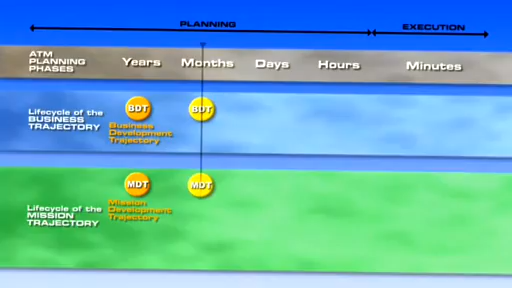 PLANNING
EXECUTION
ATM
PLANNING
PHASES
Years
Months
Days
Hours
Minutes
Lifecycle of the
BUSINESS
TRAJECTORY
BDT
BDT
Business
Development
Trajectory
Lifecycle of the
MISSION
TRAJECTORY
MDT
MDT
Mission
Development
Trajectory